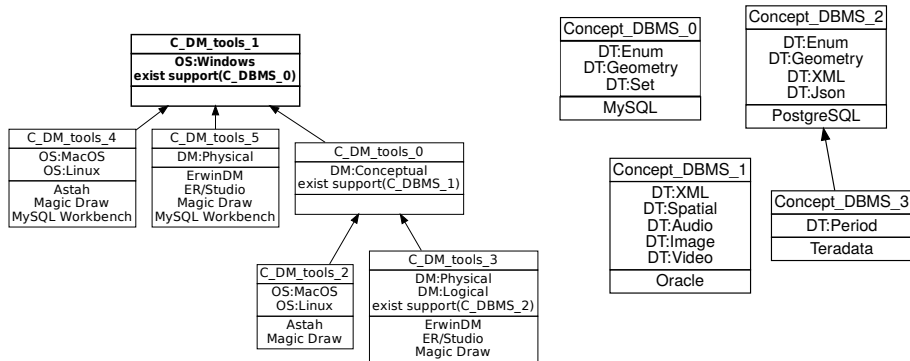 C_DM_tools_1
OS:Windows
exist support(C_DBMS_0)
C_DM_tools_4
OS:MacOS
OS:Linux
Astah
Magic Draw
MySQL Workbench
C_DM_tools_5
DM:Physical
ErwinDM
ER/Studio
Magic Draw
MySQL Workbench
C_DM_tools_0
DM:Conceptual
exist support(C_DBMS_1)
C_DM_tools_2
OS:MacOS
OS:Linux
Astah
Magic Draw
C_DM_tools_3
DM:Physical
DM:Logical
exist support(C_DBMS_2)
ErwinDM
ER/Studio
Magic Draw
Concept_DBMS_0
DT:Enum
DT:Geometry
DT:Set
MySQL
Concept_DBMS_2
DT:Enum
DT:Geometry
DT:XML
DT:Json
PostgreSQL
Concept_DBMS_1
DT:XML
DT:Spatial
DT:Audio
DT:Image
DT:Video
Oracle
Concept_DBMS_3
DT:Period
Teradata